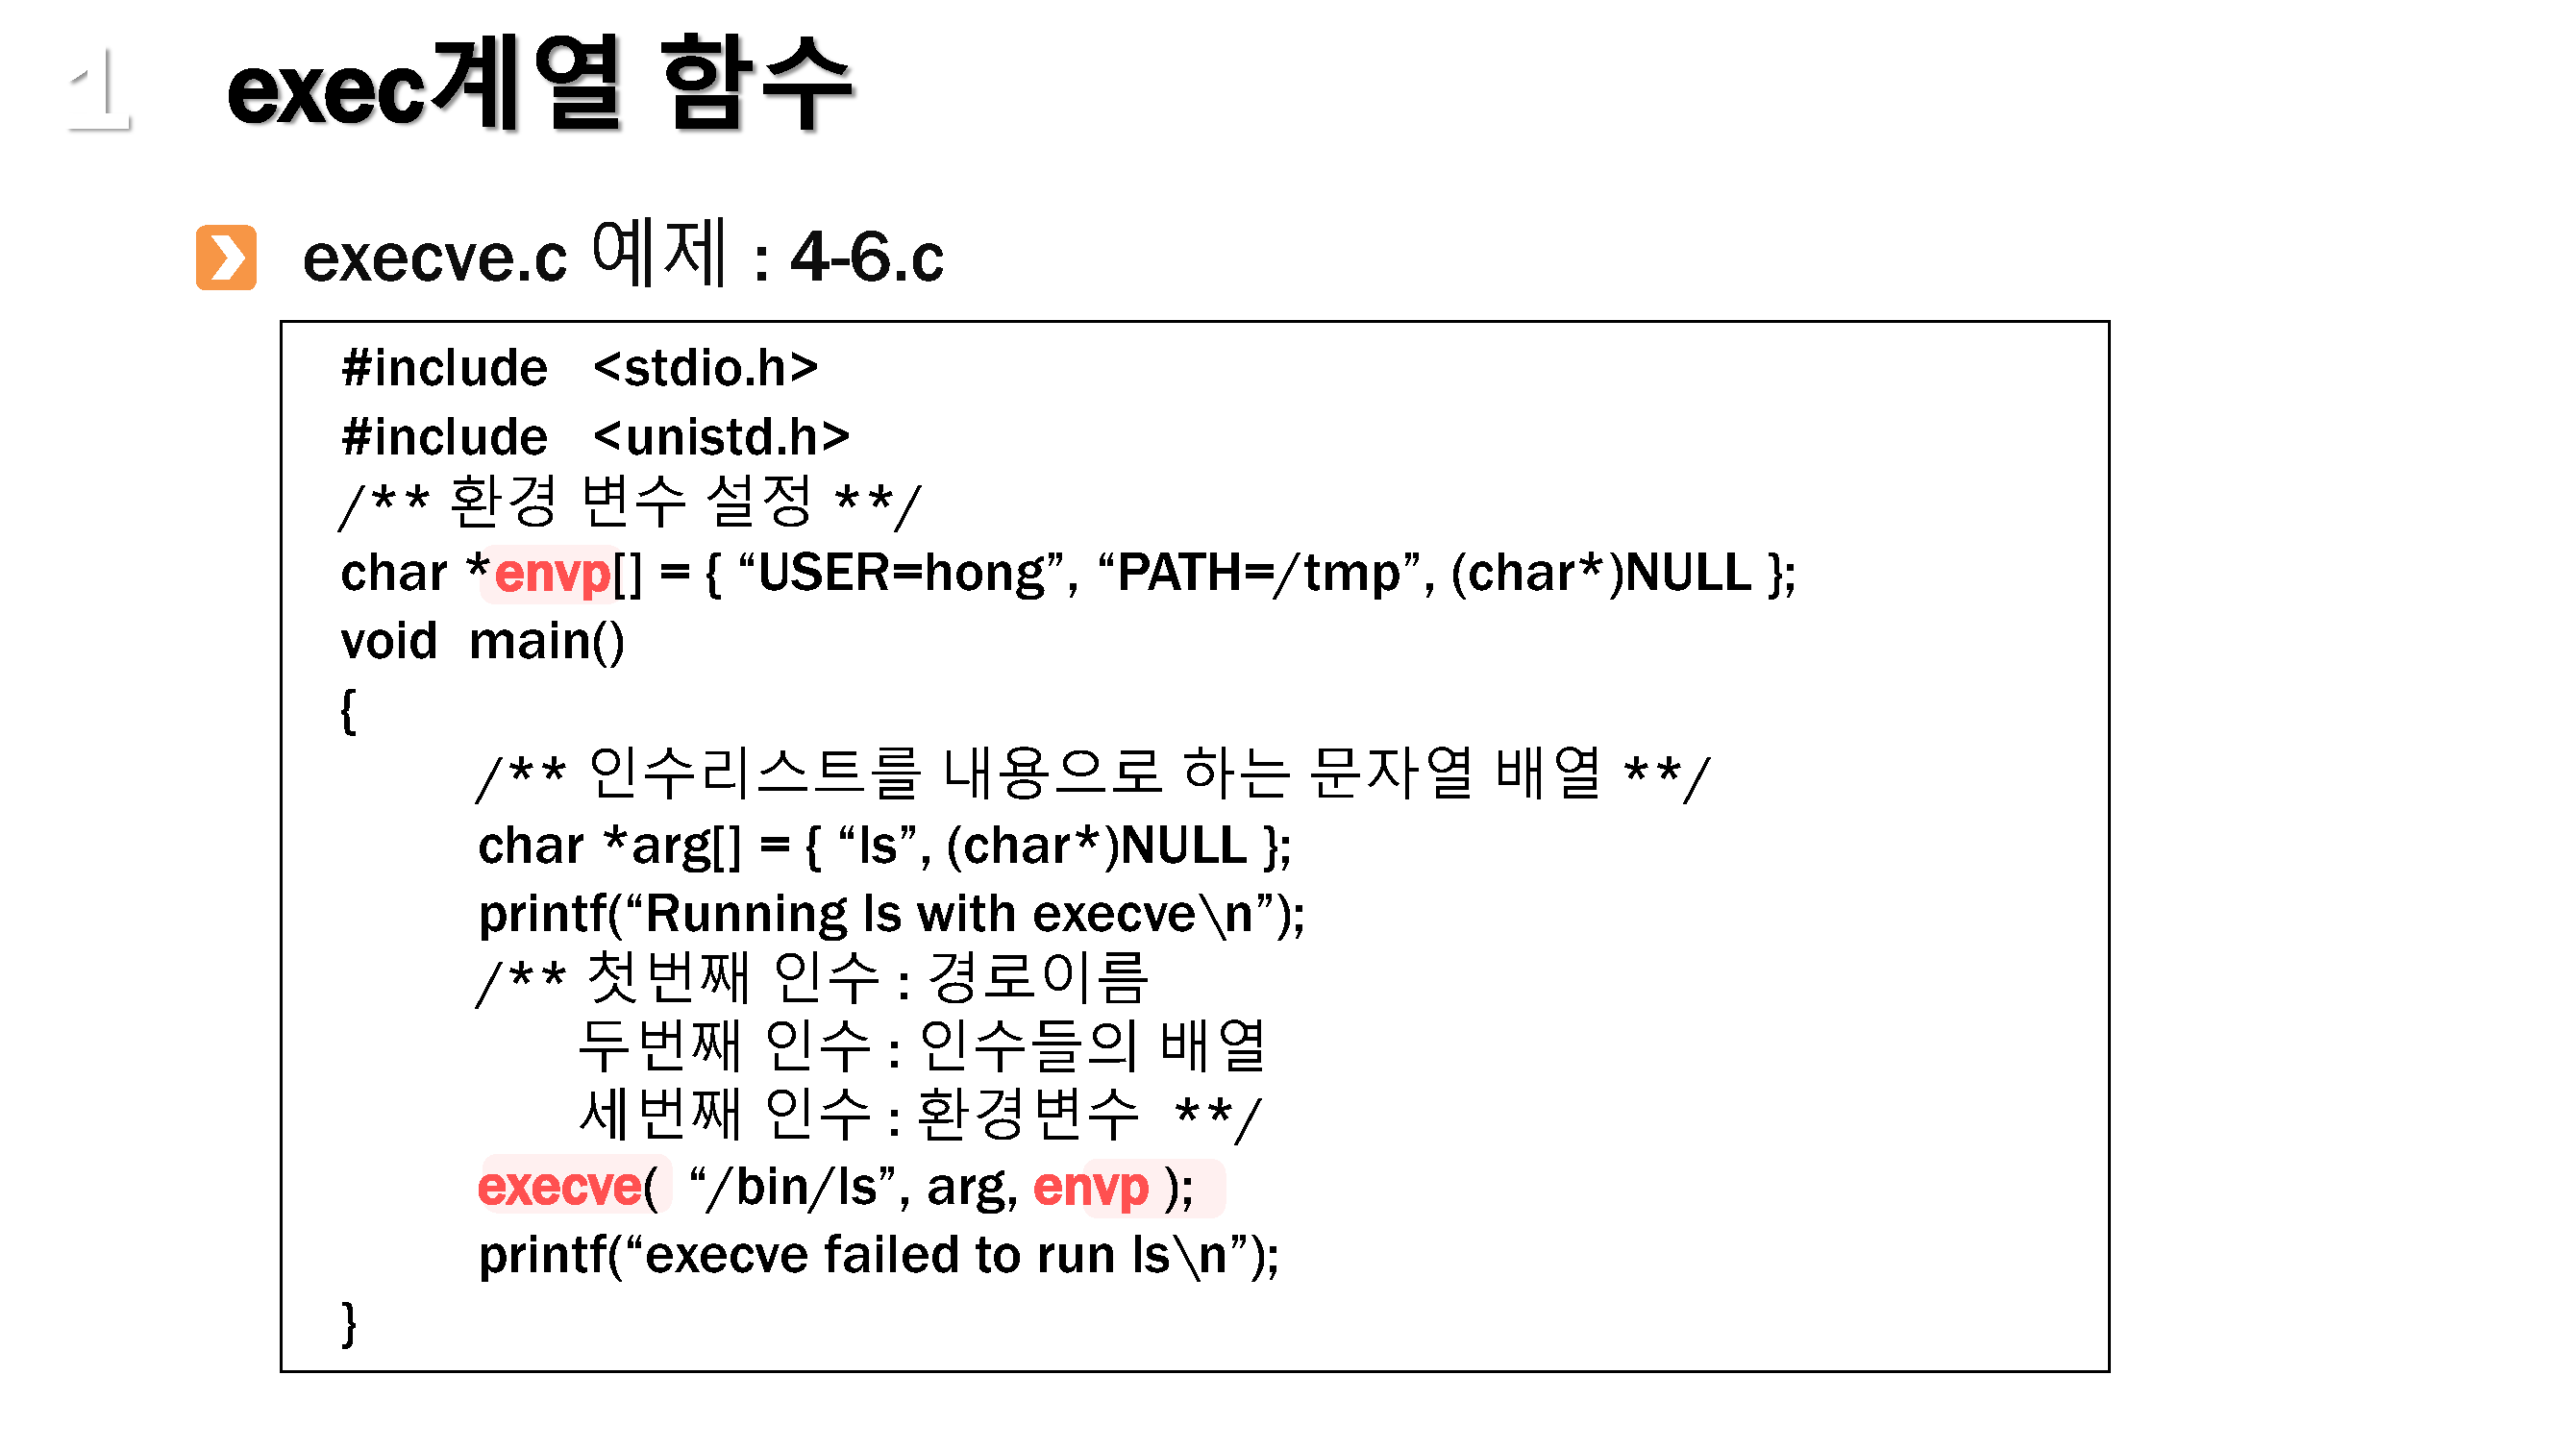 1 exec계열 함수
execve.c 예제 : 4-6.c
#include <stdio.h>
#include <unistd.h>
/** 환경 변수 설정 **/
char *envp[] = { “USER=hong”, “PATH=/tmp”, (char*)NULL };
void main()
{
/** 인수리스트를 내용으로 하는 문자열 배열 **/
char *arg[] = { “ls”, (char*)NULL };
printf(“Running ls with execve\n”);
/** 첫번째 인수 : 경로이름
두번째 인수 : 인수들의 배열
세번째 인수 : 환경변수 **/
execve( “/bin/ls”, arg, envp );
printf(“execve failed to run ls\n”);
}